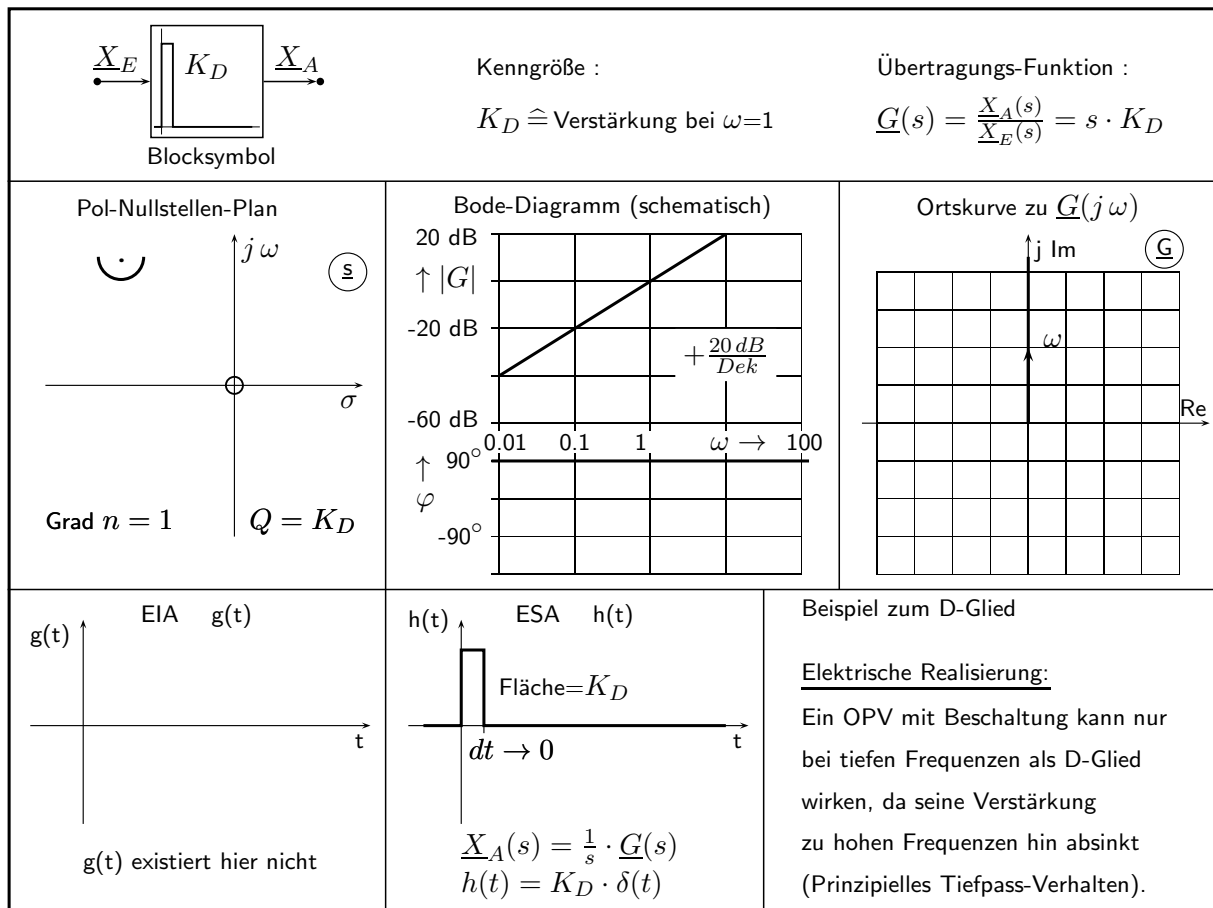 X_E K_D X_A
Blocksymbol
Kenngröße :
K_D ≙ Verstärkung bei ω=1
Übertragungs-Funktion :
G(s) = X_A(s)/X_E(s) = s · K_D
Pol-Nullstellen-Plan
j ω
s
σ
Grad n = 1
Q = K_D
Bode-Diagramm (schematisch)
20 dB
↑ |G|
-20 dB
+ 20 dB/Dek
-60 dB
0.01 0.1 1 ω → 100
90°
↑
φ
-90°
Ortskurve zu G(j ω)
j Im
G
ω
Re
EIA g(t)
g(t)
t
g(t) existiert hier nicht
ESA h(t)
h(t)
Fläche=K_D
t
dt → 0
X_A(s) = 1/s · G(s)
h(t) = K_D · δ(t)
Beispiel zum D-Glied
Elektrische Realisierung:
Ein OPV mit Beschaltung kann nur
bei tiefen Frequenzen als D-Glied
wirken, da seine Verstärkung
zu hohen Frequenzen hin absinkt
(Prinzipielles Tiefpass-Verhalten).